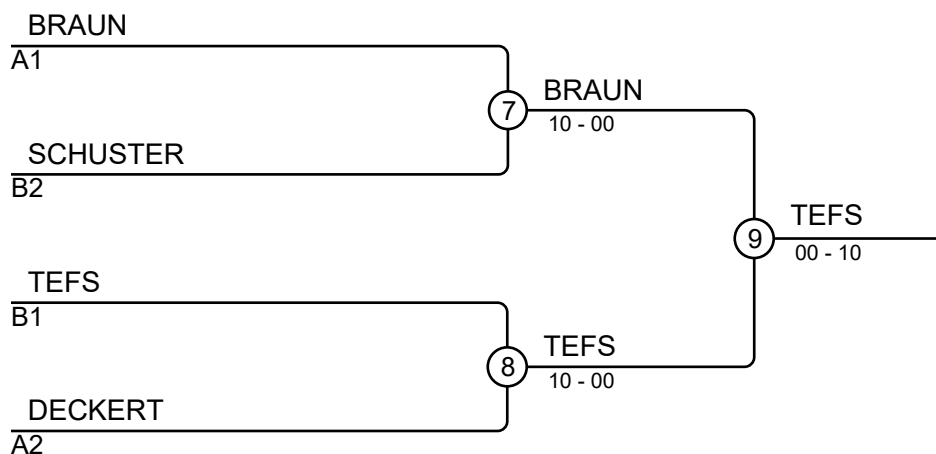 BRAUN
A1
7
BRAUN
10 - 00
SCHUSTER
B2
9
TEFS
00 - 10
TEFS
B1
8
TEFS
10 - 00
DECKERT
A2